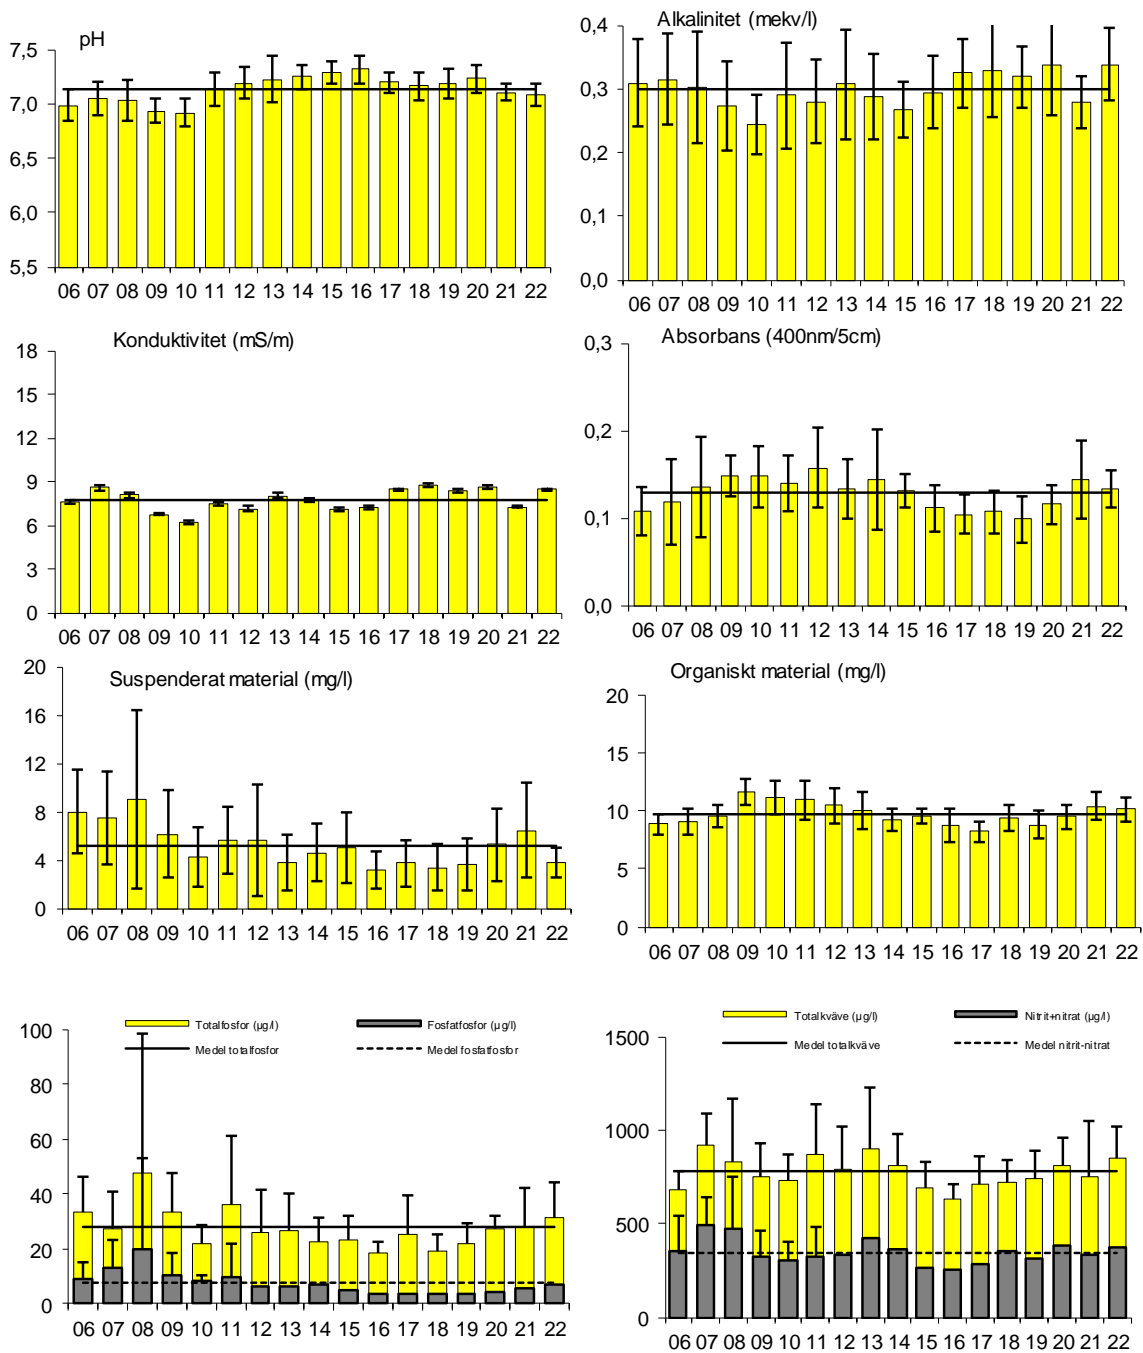 pH
7,5
7,0
6,5
6,0
5,5
06 07 08 09 10 11 12 13 14 15 16 17 18 19 20 21 22
Alkalinitet (mekv/l)
0,4
0,3
0,2
0,1
0,0
06 07 08 09 10 11 12 13 14 15 16 17 18 19 20 21 22
Konduktivitet (mS/m)
18
15
12
9
6
3
0
06 07 08 09 10 11 12 13 14 15 16 17 18 19 20 21 22
Absorbans (400nm/5cm)
0,3
0,2
0,1
0,0
06 07 08 09 10 11 12 13 14 15 16 17 18 19 20 21 22
Suspenderat material (mg/l)
20
16
12
8
4
0
06 07 08 09 10 11 12 13 14 15 16 17 18 19 20 21 22
Organiskt material (mg/l)
20
15
10
5
0
06 07 08 09 10 11 12 13 14 15 16 17 18 19 20 21 22
Totalfosfor (µg/l) Fosfatfosfor (µg/l)
Medel totalfosfor Medel fosfatfosfor
100
80
60
40
20
0
06 07 08 09 10 11 12 13 14 15 16 17 18 19 20 21 22
Totalkväve (µg/l) Nitrit+nitrat (µg/l)
Medel totalkväve Medel nitrit-nitrat
1500
1000
500
0
06 07 08 09 10 11 12 13 14 15 16 17 18 19 20 21 22